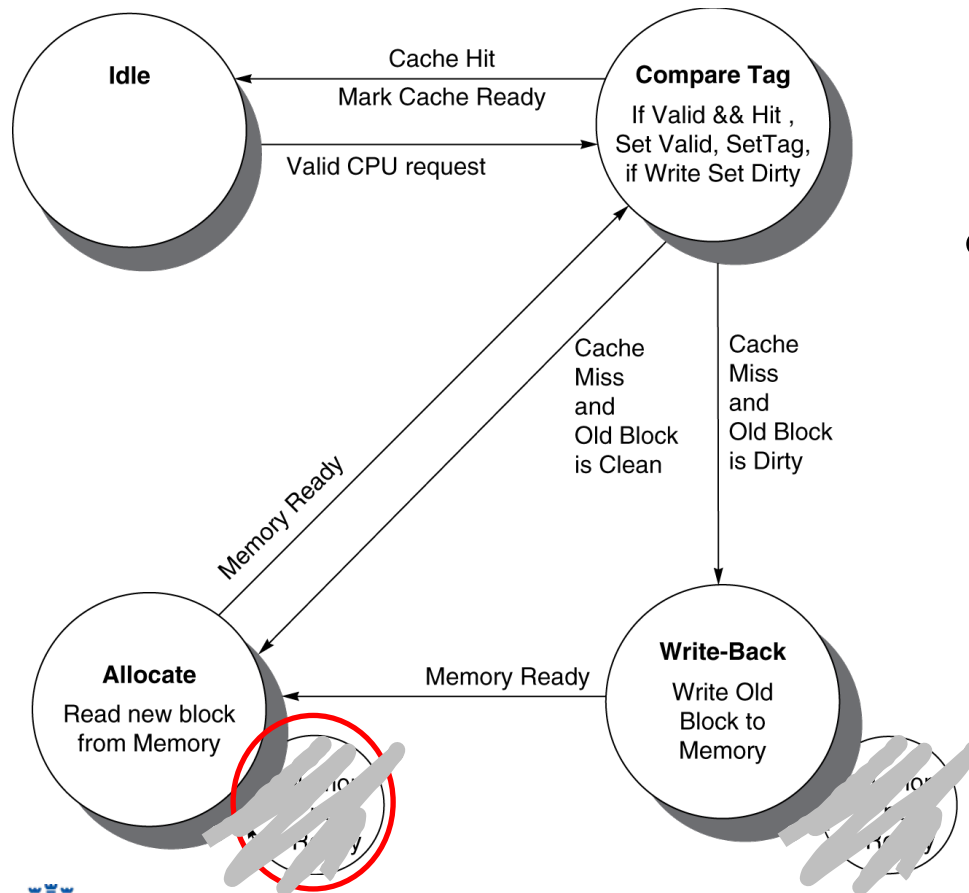 Idle
Cache Hit
Mark Cache Ready
Valid CPU request
Compare Tag
If Valid && Hit ,
Set Valid, SetTag,
if Write Set Dirty
Cache
Miss
and
Old Block
is Clean
Cache
Miss
and
Old Block
is Dirty
Memory Ready
Allocate
Read new block
from Memory
Memory Ready
Write-Back
Write Old
Block to
Memory